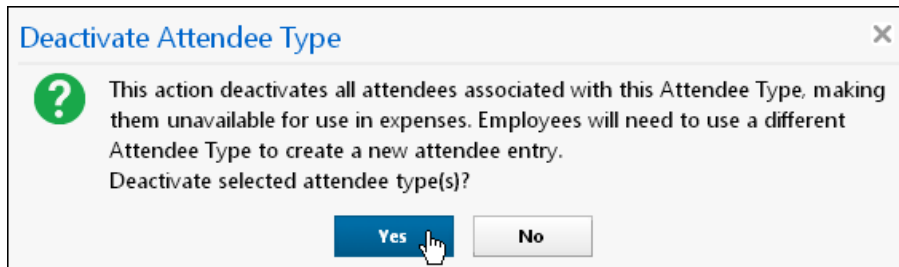 Deactivate Attendee Type
This action deactivates all attendees associated with this Attendee Type, making
them unavailable for use in expenses. Employees will need to use a different
Attendee Type to create a new attendee entry.
Deactivate selected attendee type(s)?
Yes No